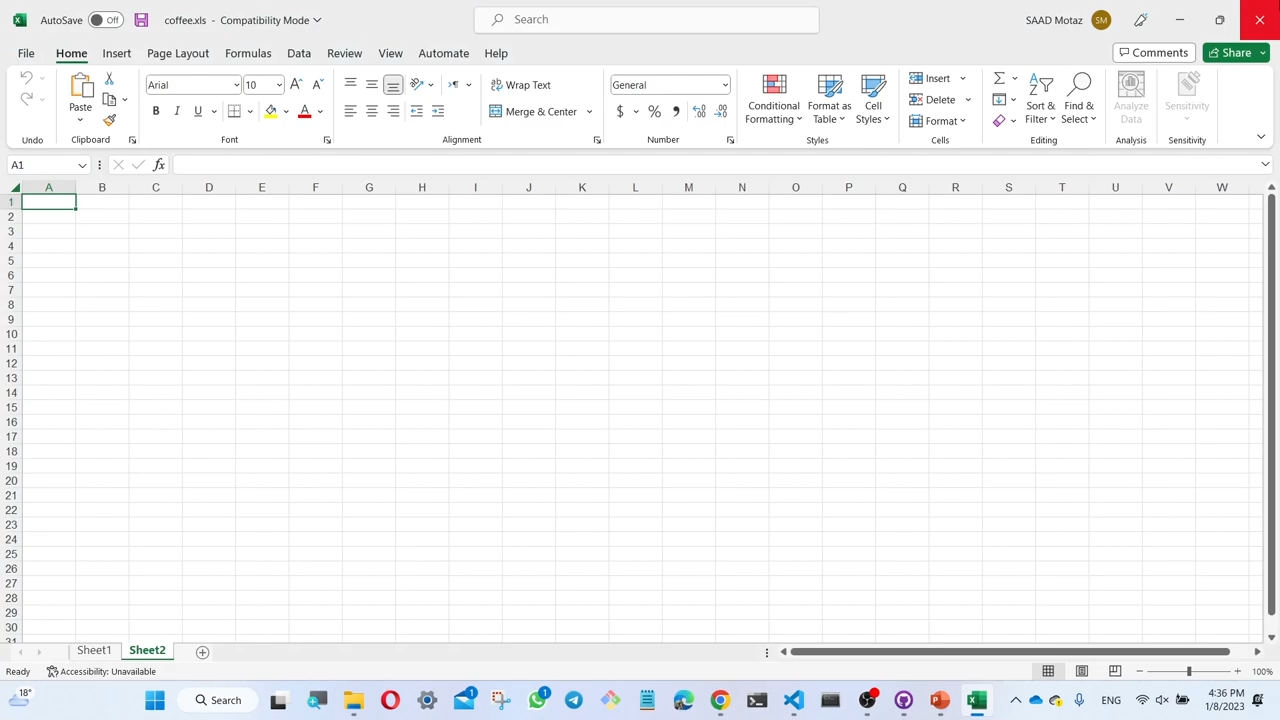 AutoSave Off coffee.xls - Compatibility Mode Search SAAD Motaz SM
File Home Insert Page Layout Formulas Data Review View Automate Help Comments Share
Paste Arial 10 Wrap Text General Conditional Formatting Format as Table Cell Styles Insert Sort & Filter Find & Select Analyze Data Sensitivity
B I U Merge & Center $ % Delete
Format
Undo Clipboard Font Alignment Number Styles Cells Editing Analysis Sensitivity
A1 fx
A B C D E F G H I J K L M N O P Q R S T U V W
1
2
3
4
5
6
7
8
9
10
11
12
13
14
15
16
17
18
19
20
21
22
23
24
25
26
27
28
29
30
31
Sheet1 Sheet2
Ready Accessibility: Unavailable 100%
18° Search 1 1 ENG 4:36 PM
1/8/2023